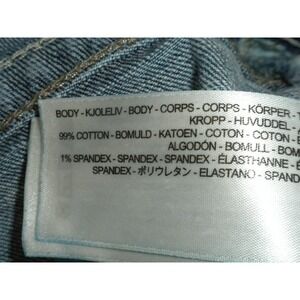 BODY - KJOLELIV - BODY - CORPS - CORPS - KÖRPER -
KROPP - HUVUDDEL -
99% COTTON - BOMULD - KATOEN - COTON - COTON -
ALGODÓN - BOMULL - BOM
1% SPANDEX - SPANDEX - SPANDEX - ÉLASTHANNE -
SPANDEX - ポリウレタン - ELASTANO - SPAND